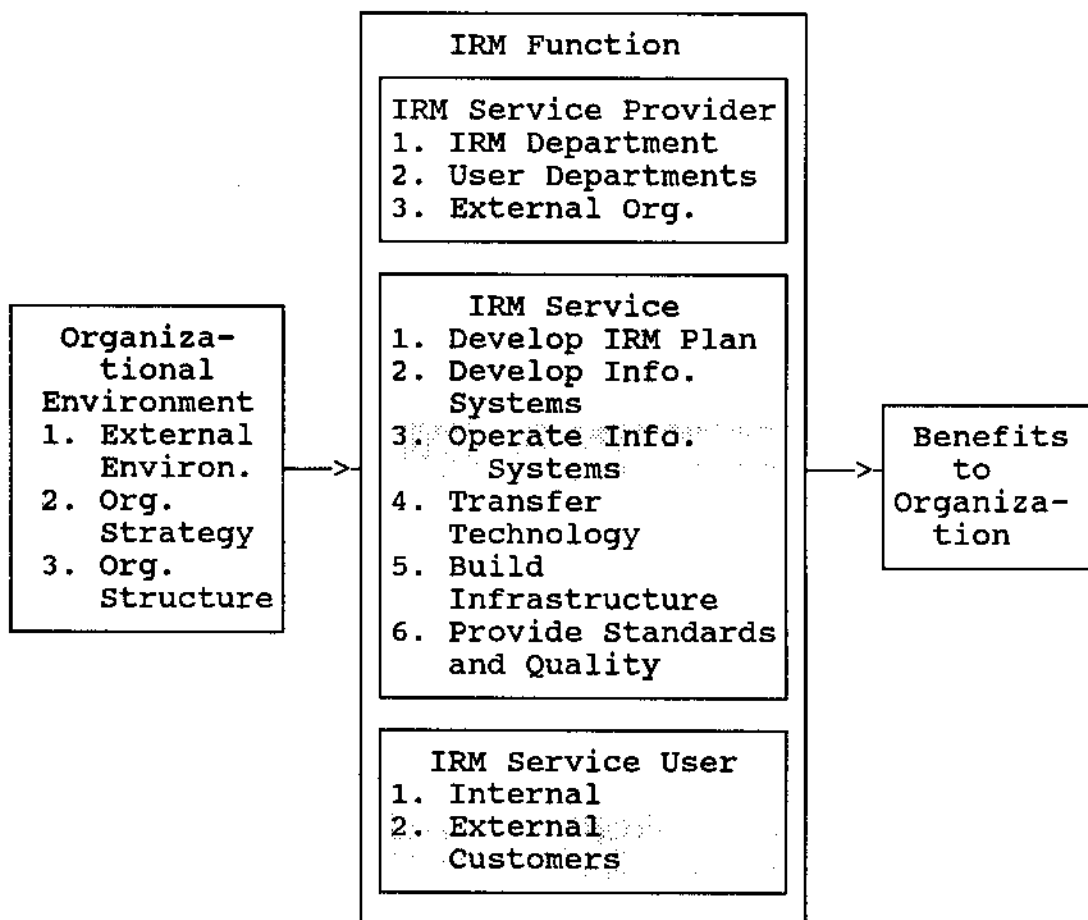 IRM Function
IRM Service Provider
1. IRM Department
2. User Departments
3. External Org.
Organiza-
tional
Environment
1. External
Environ.
2. Org.
Strategy
3. Org.
Structure
IRM Service
1. Develop IRM Plan
2. Develop Info.
Systems
3. Operate Info.
Systems
4. Transfer
Technology
5. Build
Infrastructure
6. Provide Standards
and Quality
IRM Service User
1. Internal
2. External
Customers
Benefits
to
Organiza-
tion